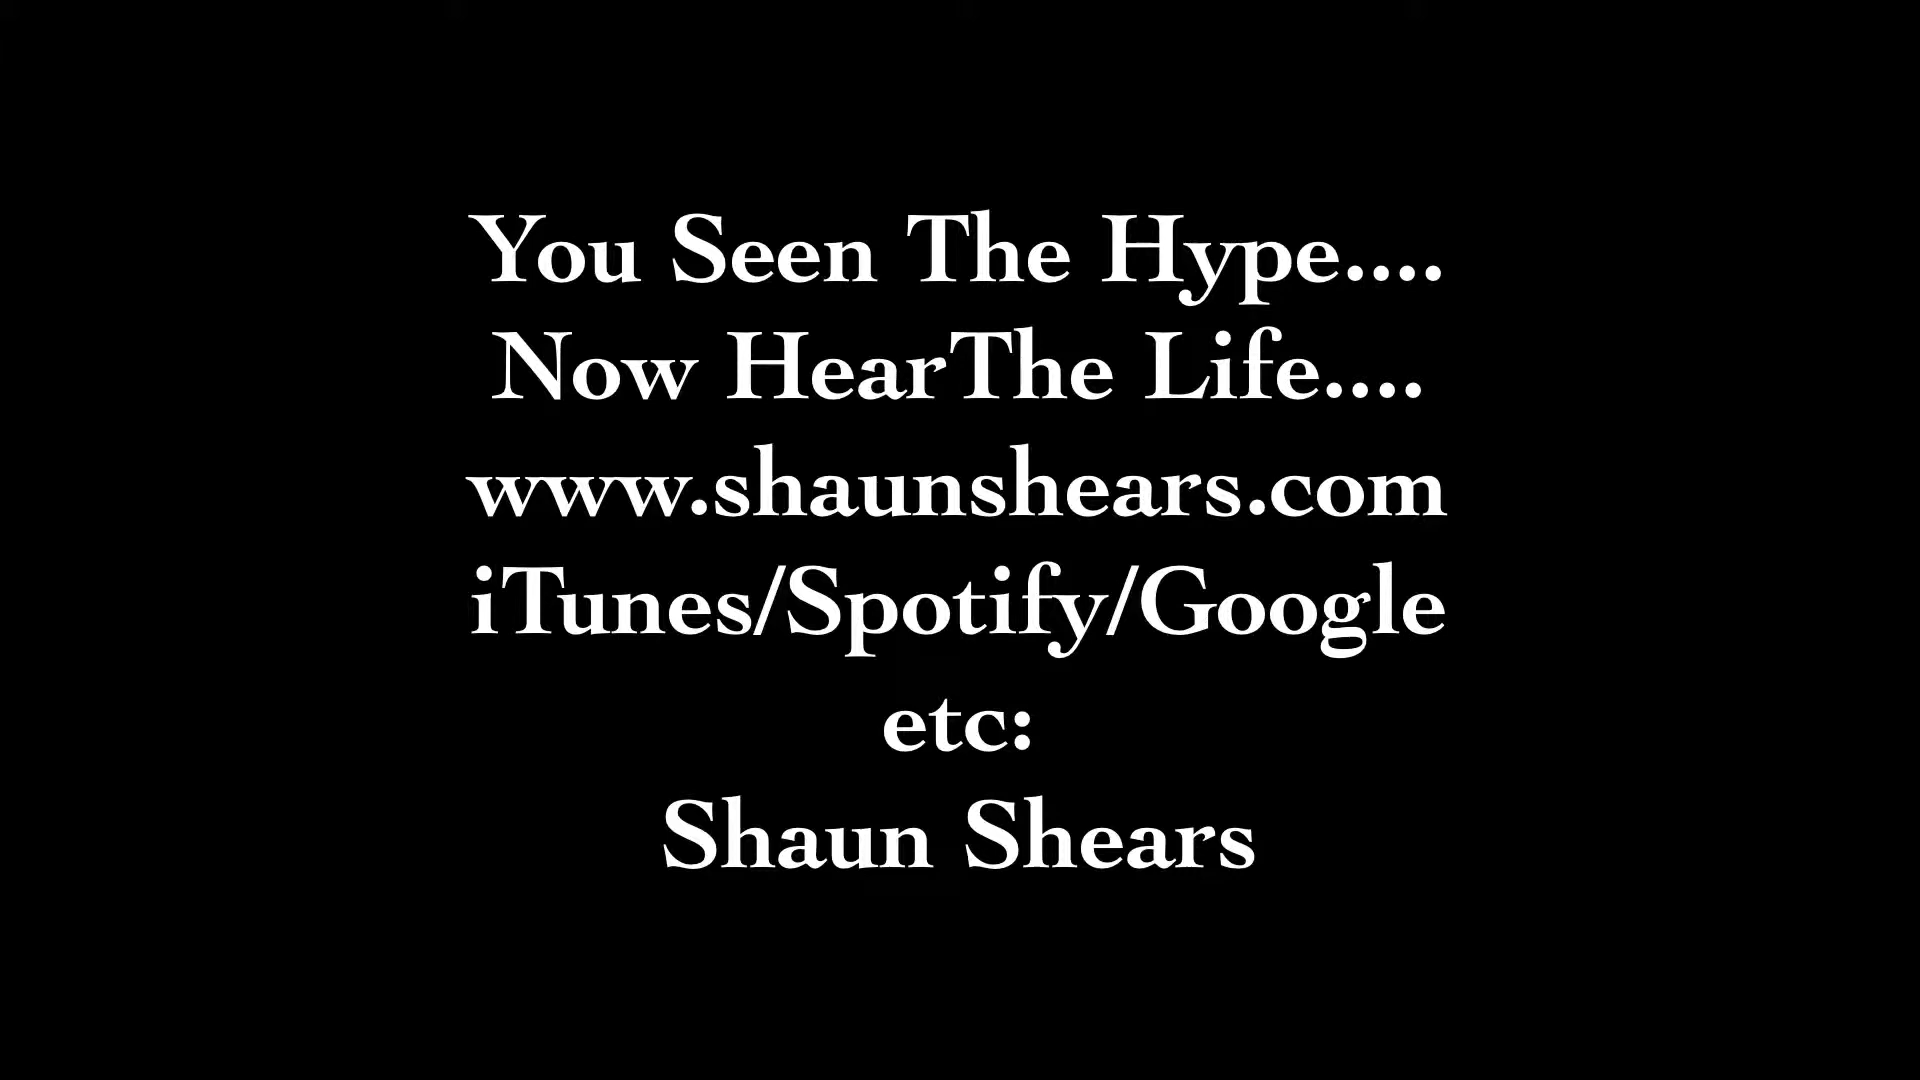 You Seen The Hype....
Now HearThe Life....
www.shaunshears.com
iTunes/Spotify/Google
etc:
Shaun Shears